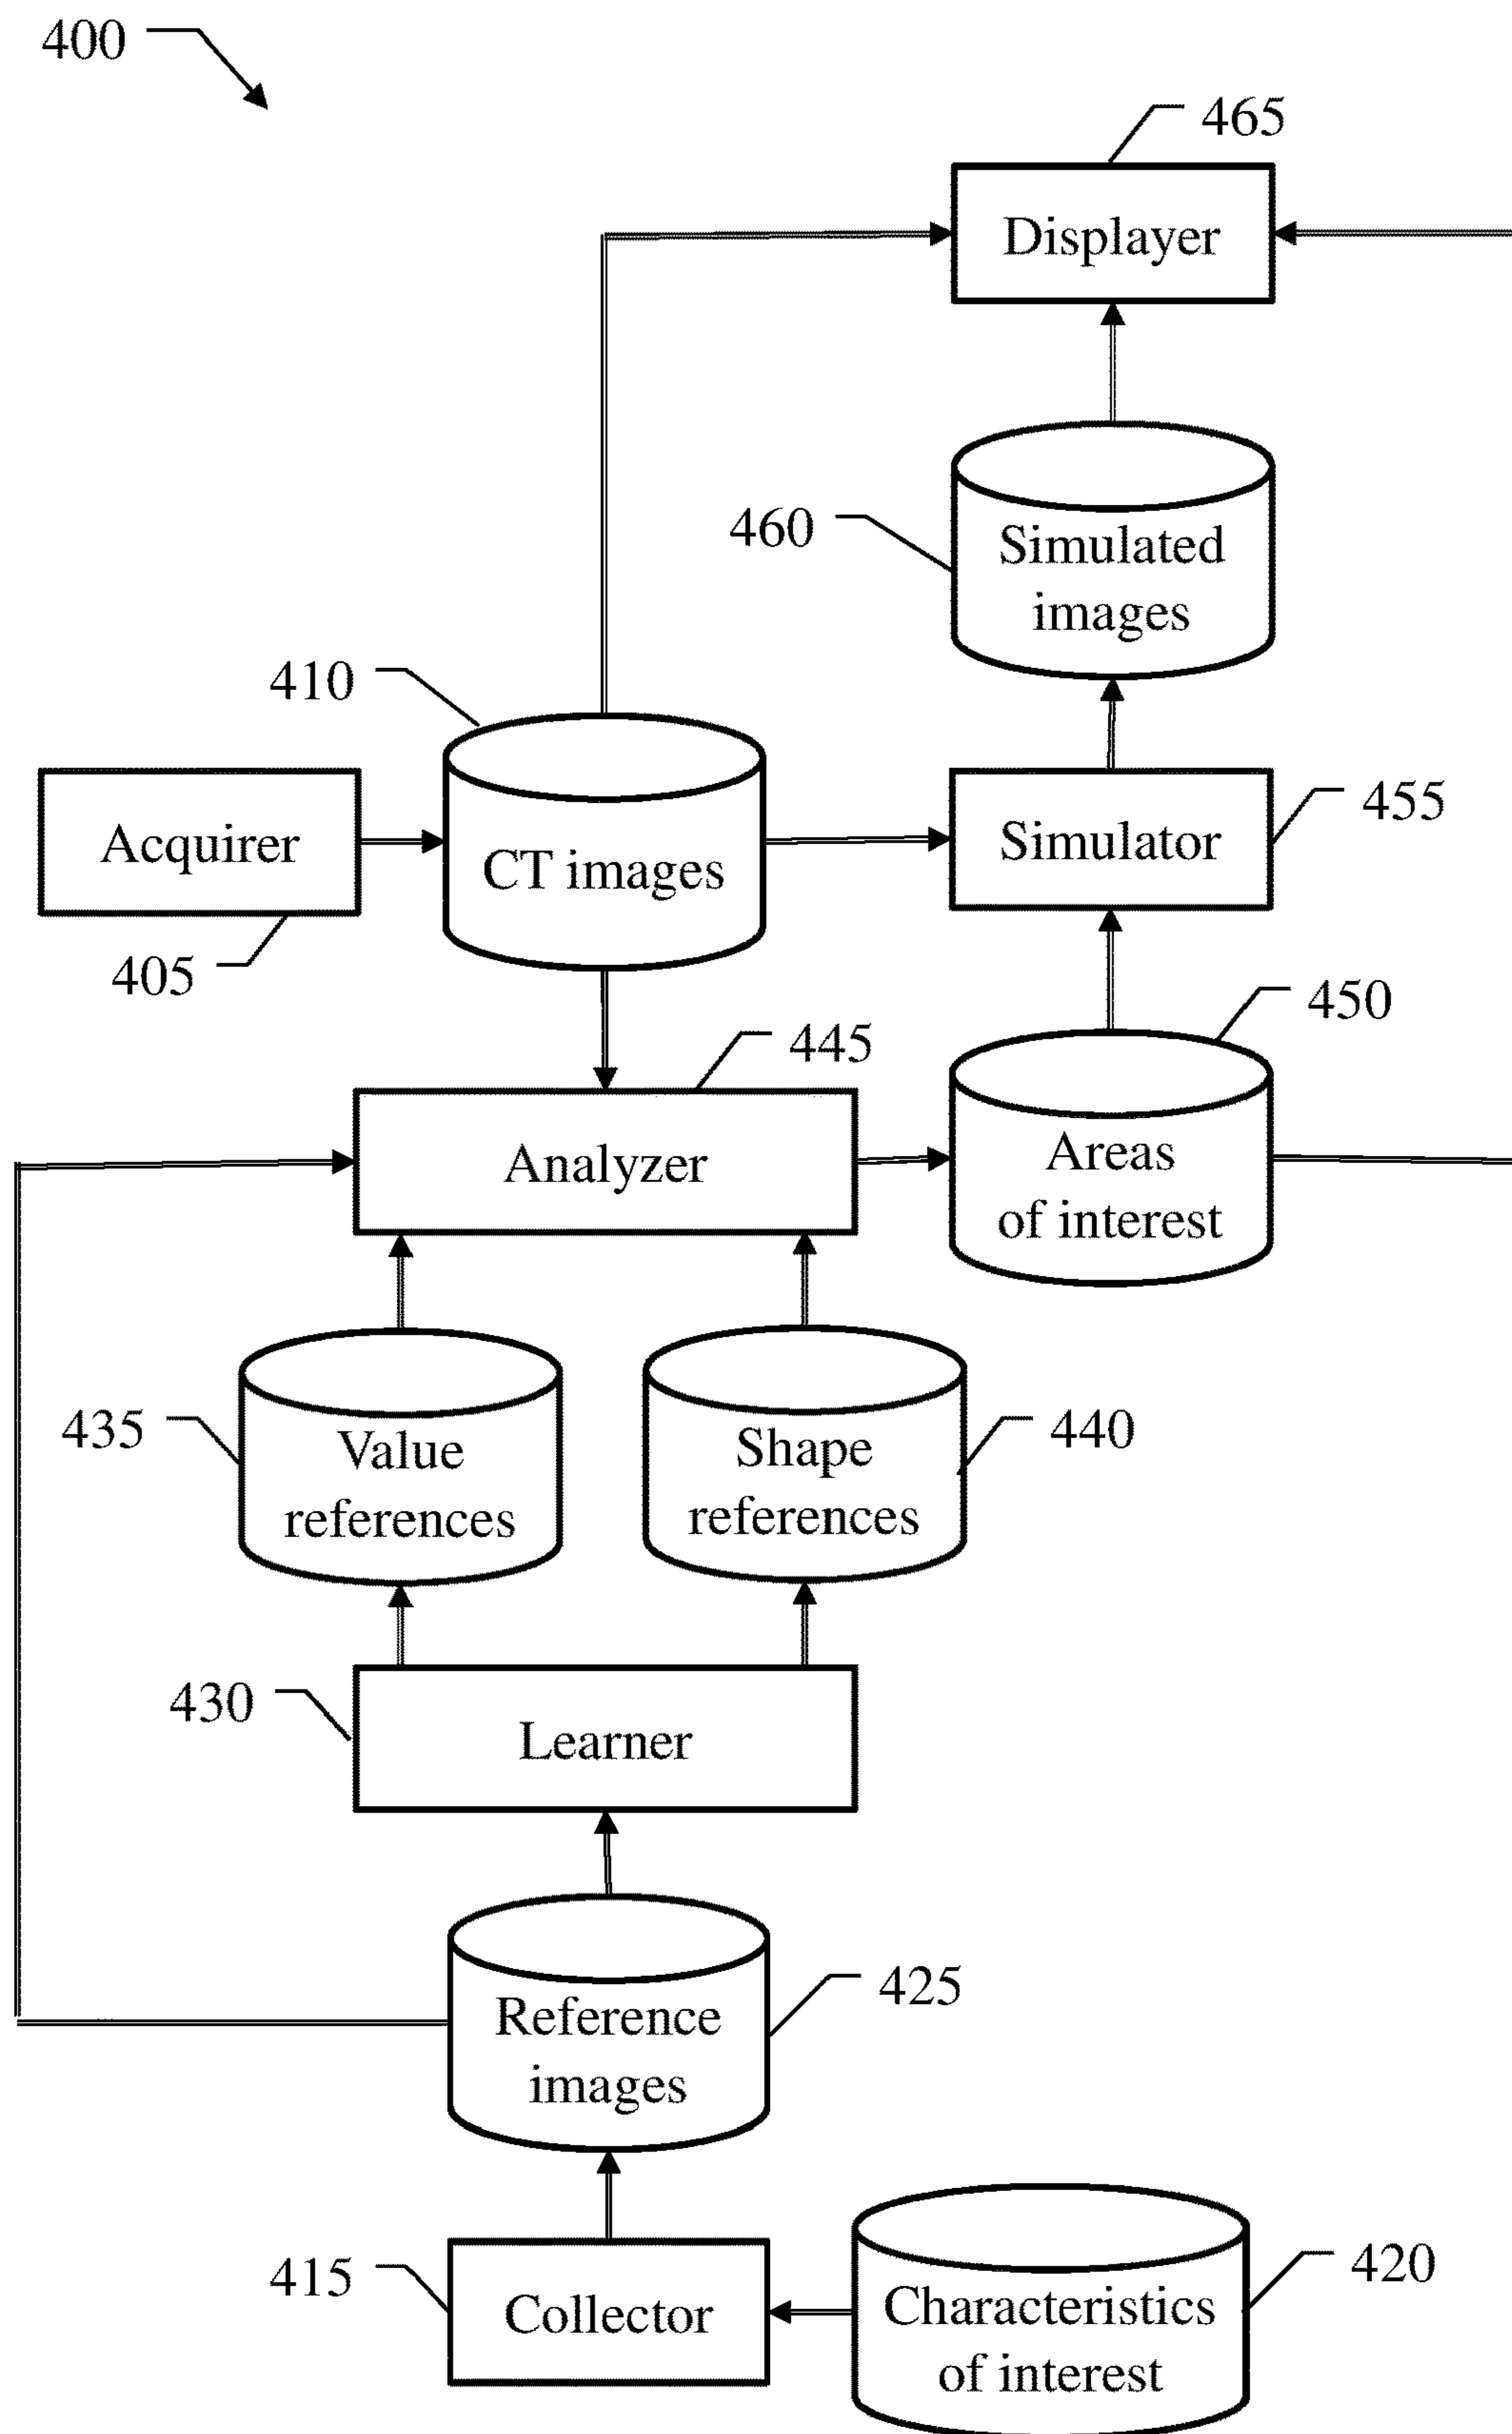 400
465
Displayer
460
Simulated
images
410
Acquirer
CT images
Simulator
455
405
450
445
Analyzer
Areas
of interest
435
Value
references
Shape
references
440
430
Learner
Reference
images
425
415
Collector
Characteristics
of interest
420